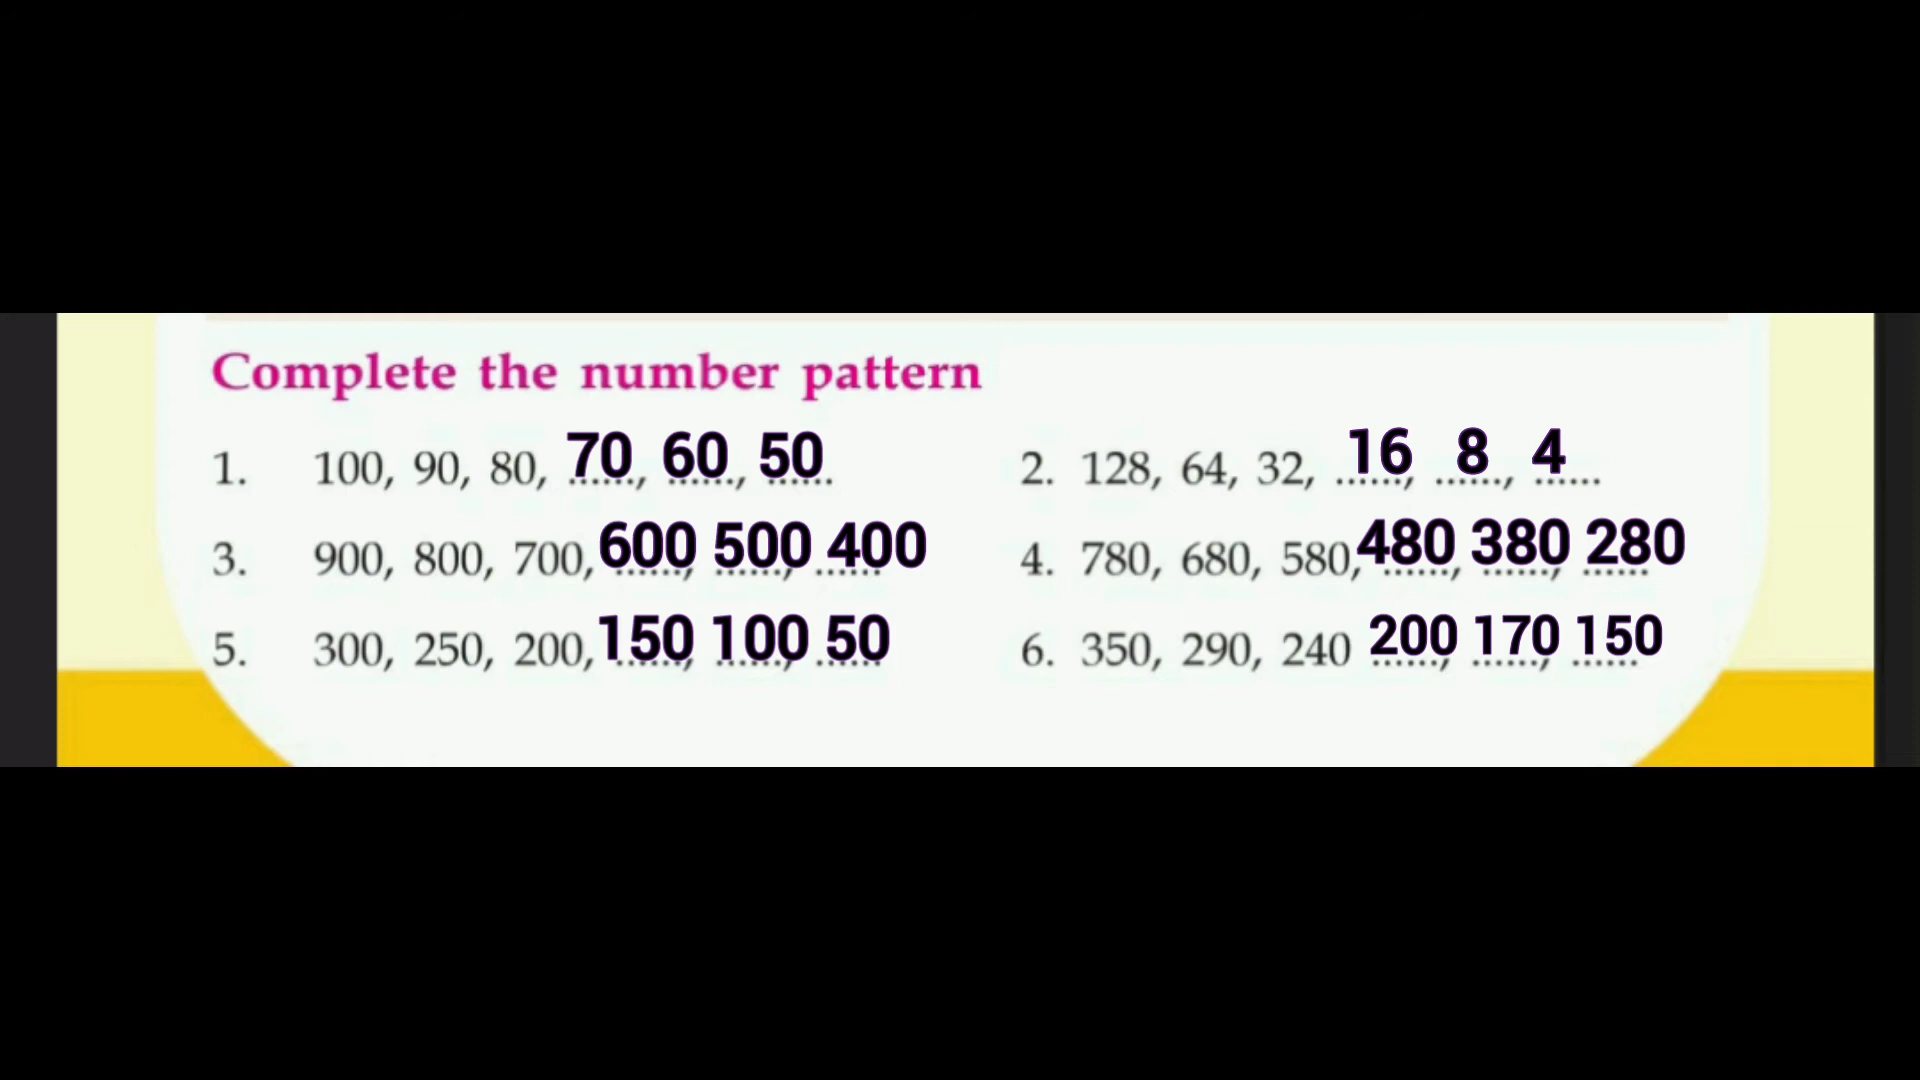 Complete the number pattern
1. 100, 90, 80, 70, 60, 50
2. 128, 64, 32, 16, 8, 4
3. 900, 800, 700, 600, 500, 400
4. 780, 680, 580, 480, 380, 280
5. 300, 250, 200, 150, 100, 50
6. 350, 290, 240 200, 170, 150